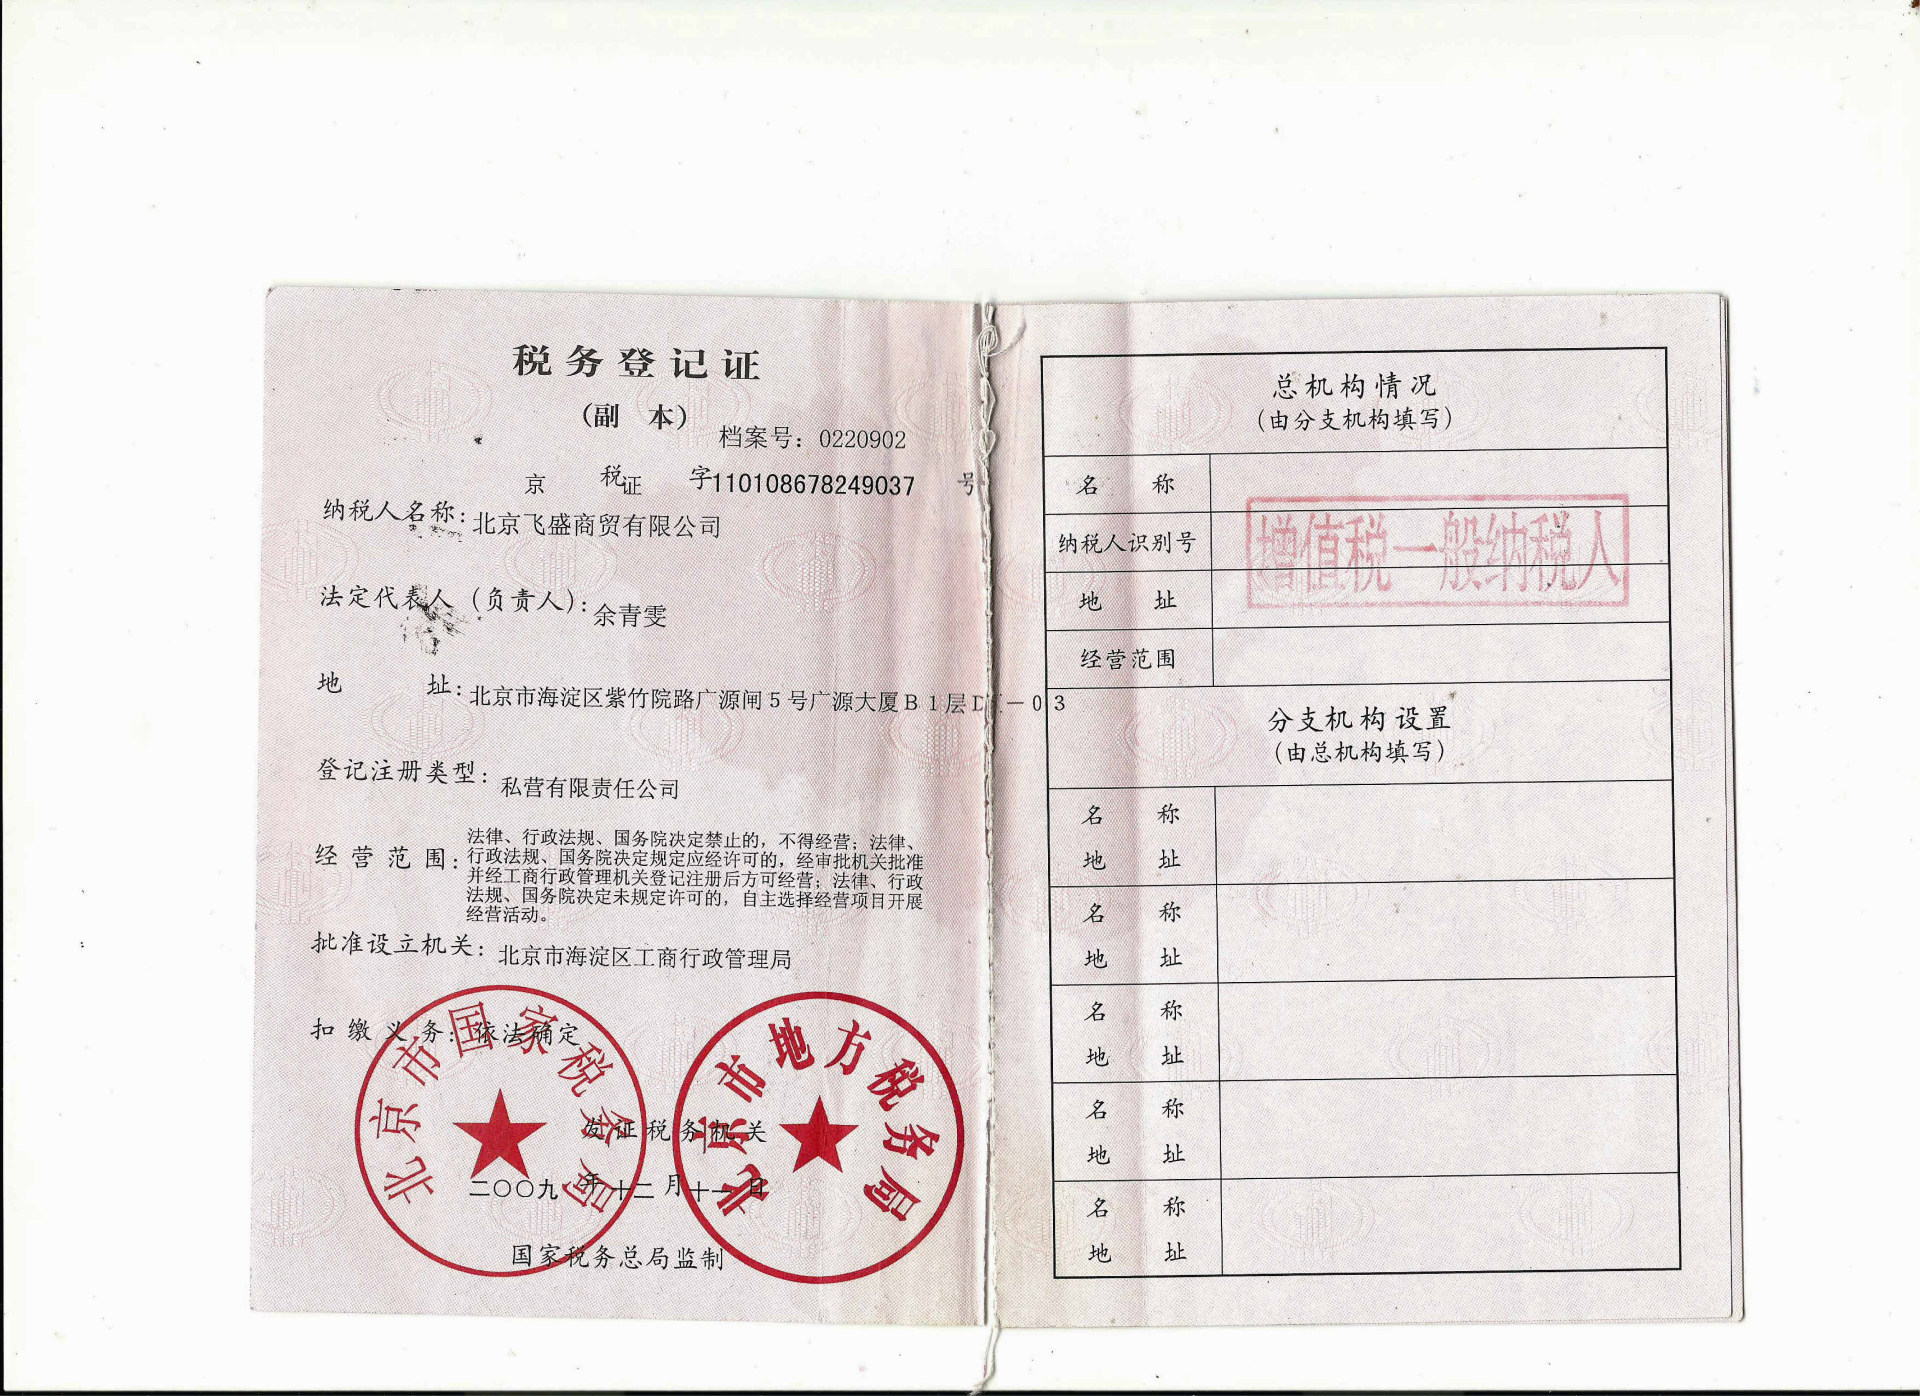 税务登记证
（副　本）
档案号：0220902
京　税证　字110108678249037　号
纳税人名称：北京飞盛商贸有限公司
法定代表人（负责人）：余青雯
地　址：北京市海淀区紫竹院路广源闸5号广源大厦B1层D　－03
登记注册类型：私营有限责任公司
经营范围：法律、行政法规、国务院决定禁止的，不得经营；法律、
行政法规、国务院决定规定应经许可的，经审批机关批准
并经工商行政管理机关登记注册后方可经营；法律、行政
法规、国务院决定未规定许可的，自主选择经营项目开展
经营活动。
批准设立机关：北京市海淀区工商行政管理局
扣缴义务：依法确定
北京市国家税务局
北京市地方税务局
发证税务机关
二〇〇九年十二月十一日
国家税务总局监制
总机构情况
（由分支机构填写）
名　称
纳税人识别号
地　址
经营范围
增值税一般纳税人
分支机构设置
（由总机构填写）
名　称
地　址
名　称
地　址
名　称
地　址
名　称
地　址
名　称
地　址